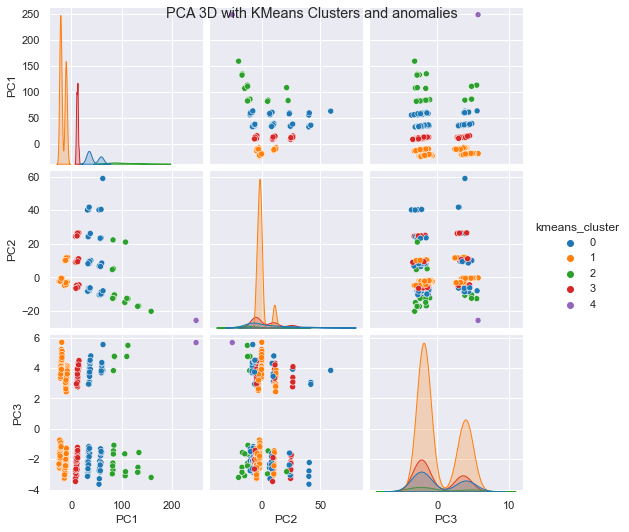 PCA 3D with KMeans Clusters and anomalies
250
200
150
100
50
0
PC1
60
40
20
0
−20
PC2
kmeans_cluster
0
1
2
3
4
6
4
2
0
−2
−4
PC3
0 100 200
PC1
0 50
PC2
0 10
PC3